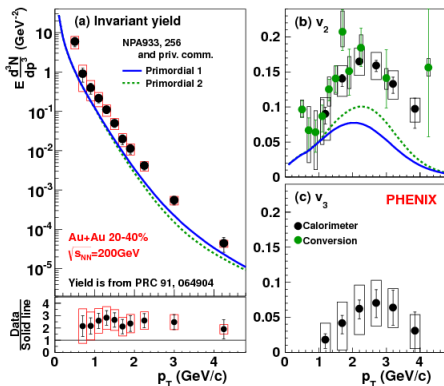 (a) Invariant yield
NPA933, 256
and priv. comm.
Primordial 1
Primordial 2
E d³N/dp³ (GeV⁻²)
10
1
10⁻¹
10⁻²
10⁻³
10⁻⁴
10⁻⁵
Au+Au 20-40%
√sNN=200GeV
Yield is from PRC 91, 064904
Data
Solid line
4
3
2
1
0 1 2 3 4
pT (GeV/c)
(b) v2
0.2
0.15
0.1
0.05
0
(c) v3
PHENIX
Calorimeter
Conversion
0.2
0.15
0.1
0.05
0
0 1 2 3 4
pT (GeV/c)